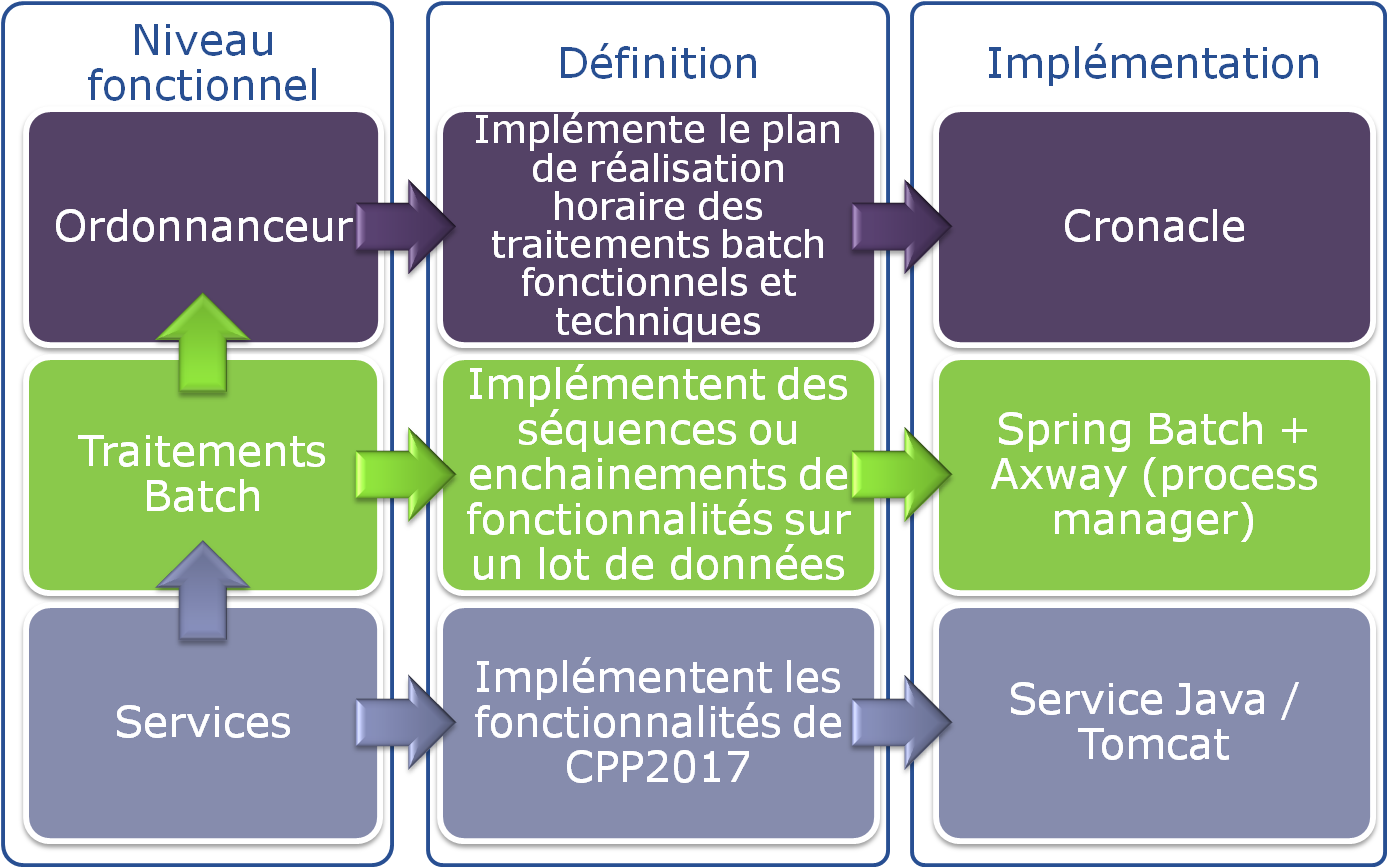 Niveau
fonctionnel
Définition
Implémentation
Ordonnanceur
Implémente le plan
de réalisation
horaire des
traitements batch
fonctionnels et
techniques
Cronacle
Traitements
Batch
Implémentent des
séquences ou
enchainements de
fonctionnalités sur
un lot de données
Spring Batch +
Axway (process
manager)
Services
Implémentent les
fonctionnalités de
CPP2017
Service Java /
Tomcat